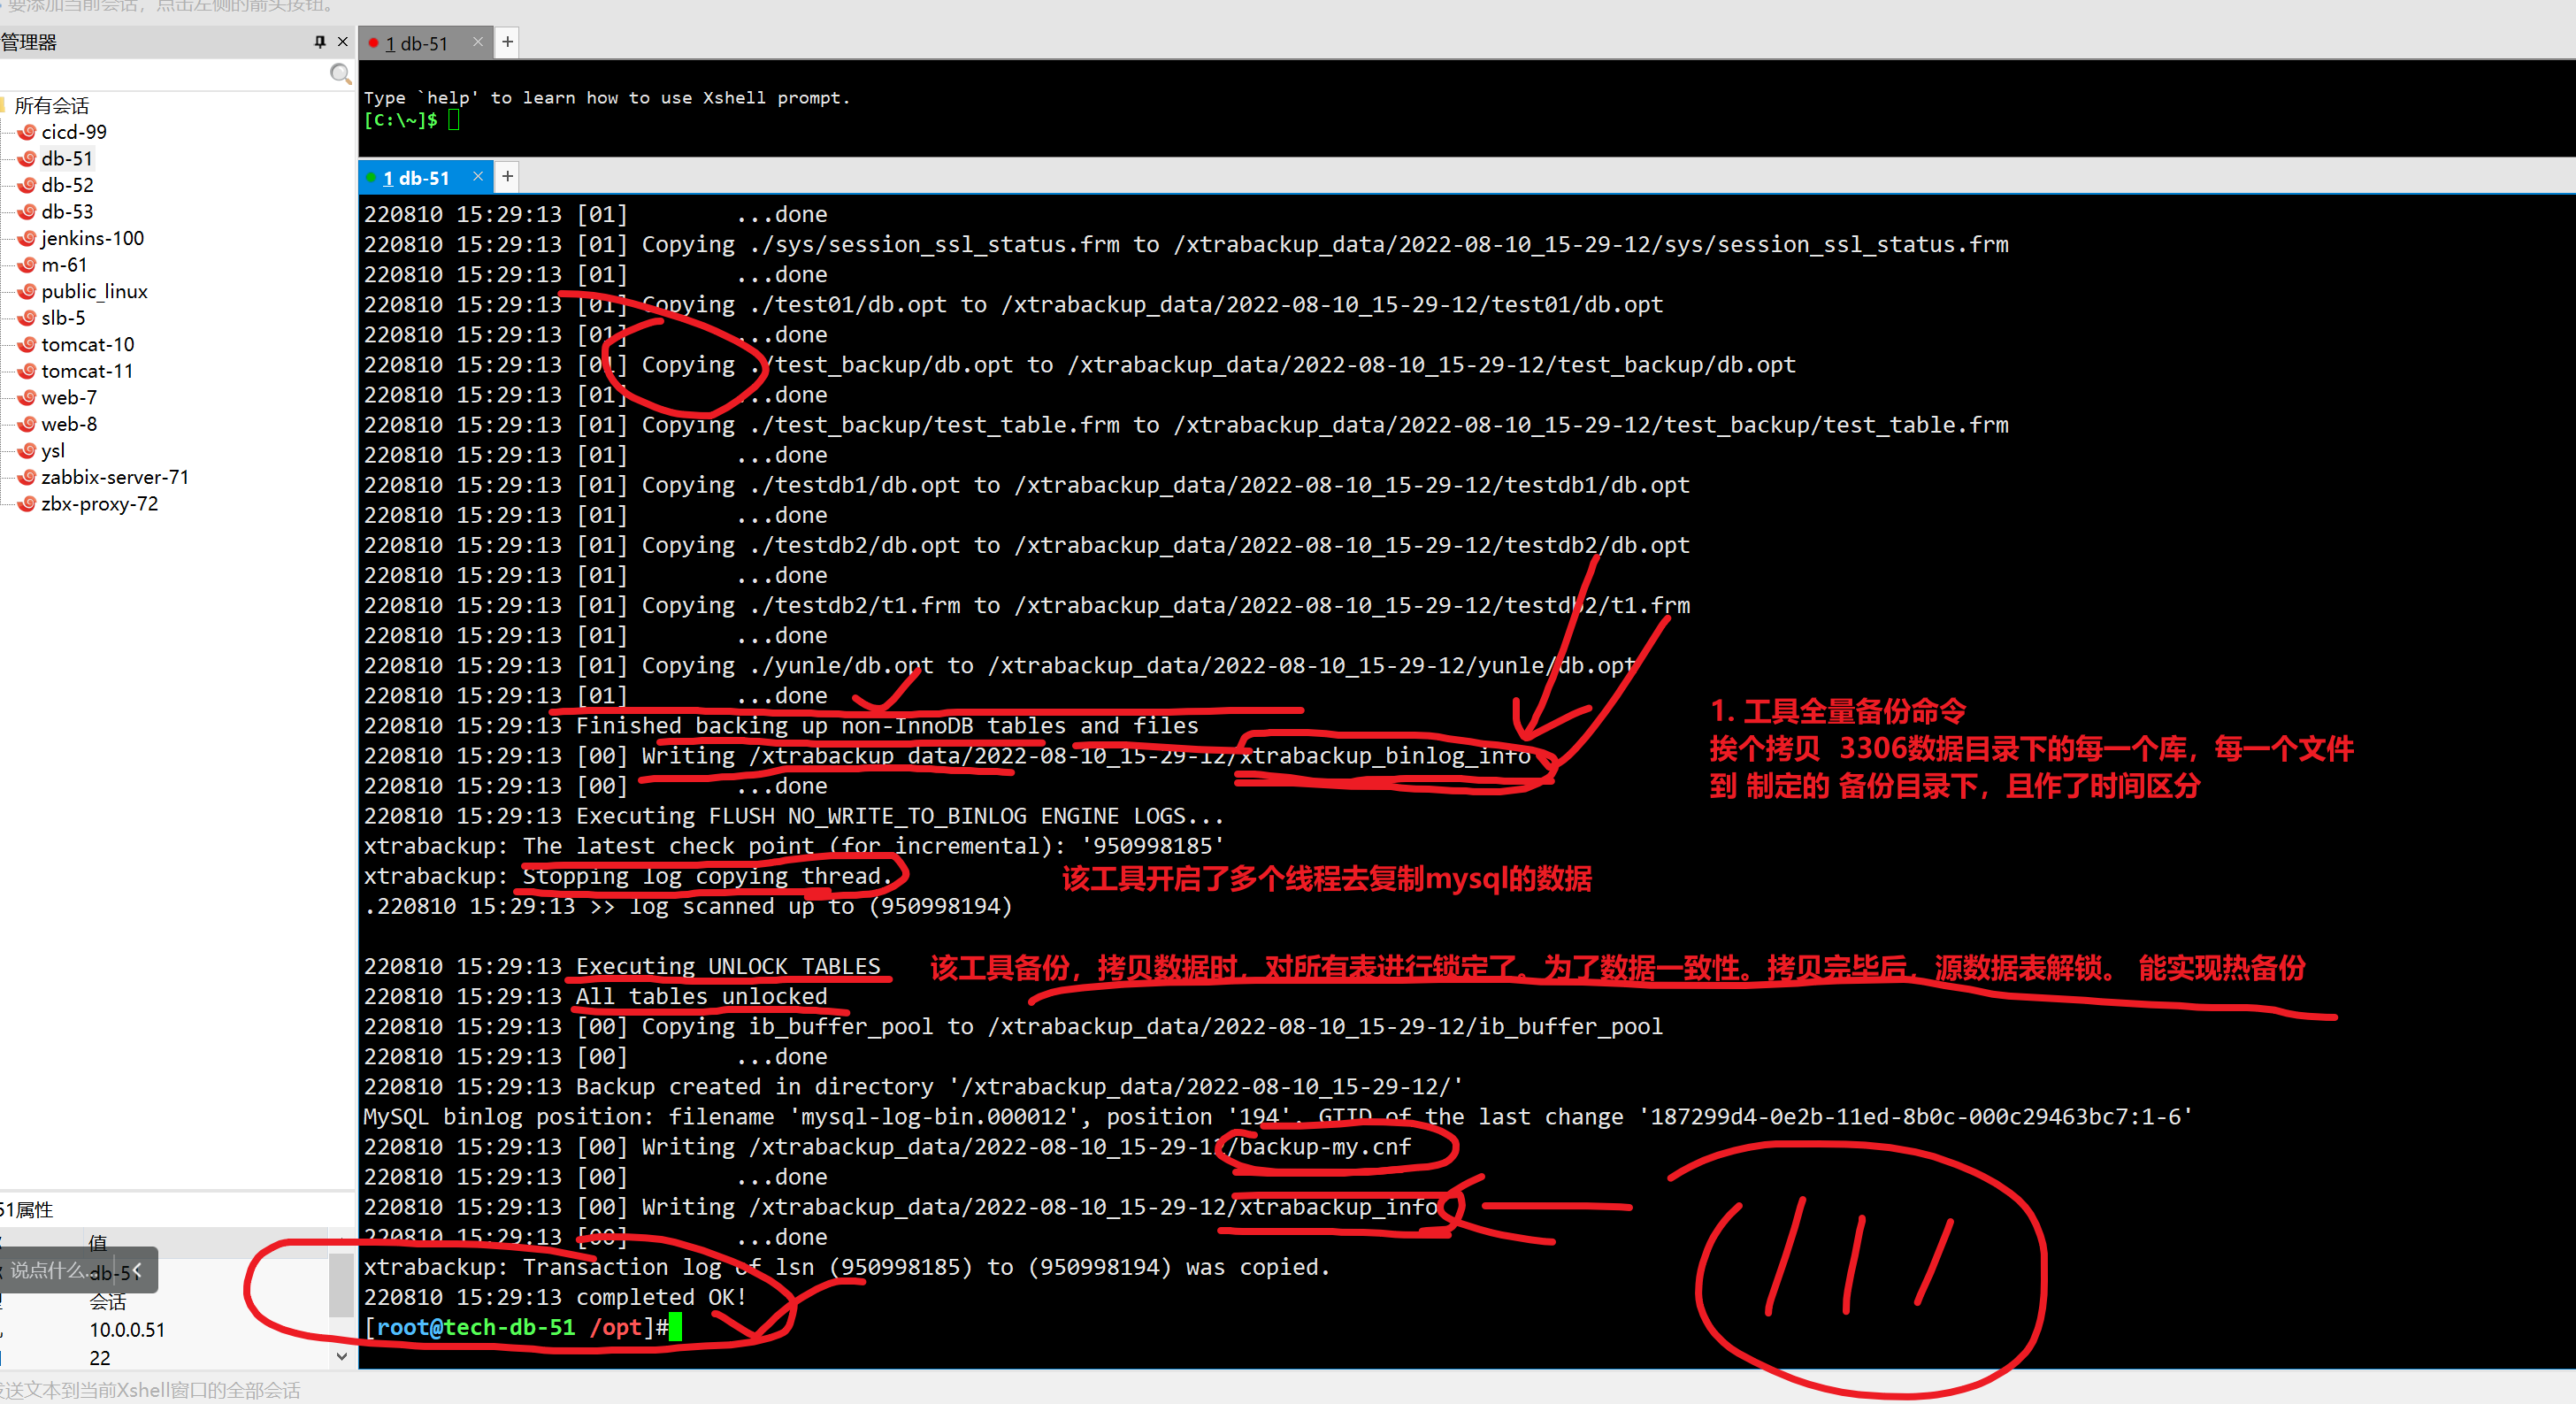 要添加当前会话，点击左侧的箭头按钮。
管理器
1 db-51
Type `help' to learn how to use Xshell prompt.
[C:\~]$
所有会话
cicd-99
db-51
db-52
db-53
jenkins-100
m-61
public_linux
slb-5
tomcat-10
tomcat-11
web-7
web-8
ysl
zabbix-server-71
zbx-proxy-72
1 db-51
220810 15:29:13 [01]        ...done
220810 15:29:13 [01] Copying ./sys/session_ssl_status.frm to /xtrabackup_data/2022-08-10_15-29-12/sys/session_ssl_status.frm
220810 15:29:13 [01]        ...done
220810 15:29:13 [01] Copying ./test01/db.opt to /xtrabackup_data/2022-08-10_15-29-12/test01/db.opt
220810 15:29:13 [01]        ...done
220810 15:29:13 [01] Copying ./test_backup/db.opt to /xtrabackup_data/2022-08-10_15-29-12/test_backup/db.opt
220810 15:29:13 [01]        ...done
220810 15:29:13 [01] Copying ./test_backup/test_table.frm to /xtrabackup_data/2022-08-10_15-29-12/test_backup/test_table.frm
220810 15:29:13 [01]        ...done
220810 15:29:13 [01] Copying ./testdb1/db.opt to /xtrabackup_data/2022-08-10_15-29-12/testdb1/db.opt
220810 15:29:13 [01]        ...done
220810 15:29:13 [01] Copying ./testdb2/db.opt to /xtrabackup_data/2022-08-10_15-29-12/testdb2/db.opt
220810 15:29:13 [01]        ...done
220810 15:29:13 [01] Copying ./testdb2/t1.frm to /xtrabackup_data/2022-08-10_15-29-12/testdb2/t1.frm
220810 15:29:13 [01]        ...done
220810 15:29:13 [01] Copying ./yunle/db.opt to /xtrabackup_data/2022-08-10_15-29-12/yunle/db.opt
220810 15:29:13 [01]        ...done
220810 15:29:13 Finished backing up non-InnoDB tables and files
220810 15:29:13 [00] Writing /xtrabackup_data/2022-08-10_15-29-12/xtrabackup_binlog_info
220810 15:29:13 [00]        ...done
1. 工具全量备份命令
挨个拷贝 3306数据目录下的每一个库，每一个文件
到 制定的 备份目录下，且作了时间区分
220810 15:29:13 Executing FLUSH NO_WRITE_TO_BINLOG ENGINE LOGS...
xtrabackup: The latest check point (for incremental): '950998185'
xtrabackup: Stopping log copying thread.
该工具开启了多个线程去复制mysql的数据
.220810 15:29:13 >> log scanned up to (950998194)
220810 15:29:13 Executing UNLOCK TABLES
该工具备份，拷贝数据时，对所有表进行锁定了。为了数据一致性。拷贝完毕后，源数据表解锁。 能实现热备份
220810 15:29:13 All tables unlocked
220810 15:29:13 [00] Copying ib_buffer_pool to /xtrabackup_data/2022-08-10_15-29-12/ib_buffer_pool
220810 15:29:13 [00]        ...done
220810 15:29:13 Backup created in directory '/xtrabackup_data/2022-08-10_15-29-12/'
MySQL binlog position: filename 'mysql-log-bin.000012', position '194', GTID of the last change '187299d4-0e2b-11ed-8b0c-000c29463bc7:1-6'
220810 15:29:13 [00] Writing /xtrabackup_data/2022-08-10_15-29-12/backup-my.cnf
220810 15:29:13 [00]        ...done
220810 15:29:13 [00] Writing /xtrabackup_data/2022-08-10_15-29-12/xtrabackup_info
220810 15:29:13 [00]        ...done
xtrabackup: Transaction log of lsn (950998185) to (950998194) was copied.
220810 15:29:13 completed OK!
[root@tech-db-51 /opt]#
51属性
值
说点什么...
db-51
会话
10.0.0.51
22
送文本到当前Xshell窗口的全部会话